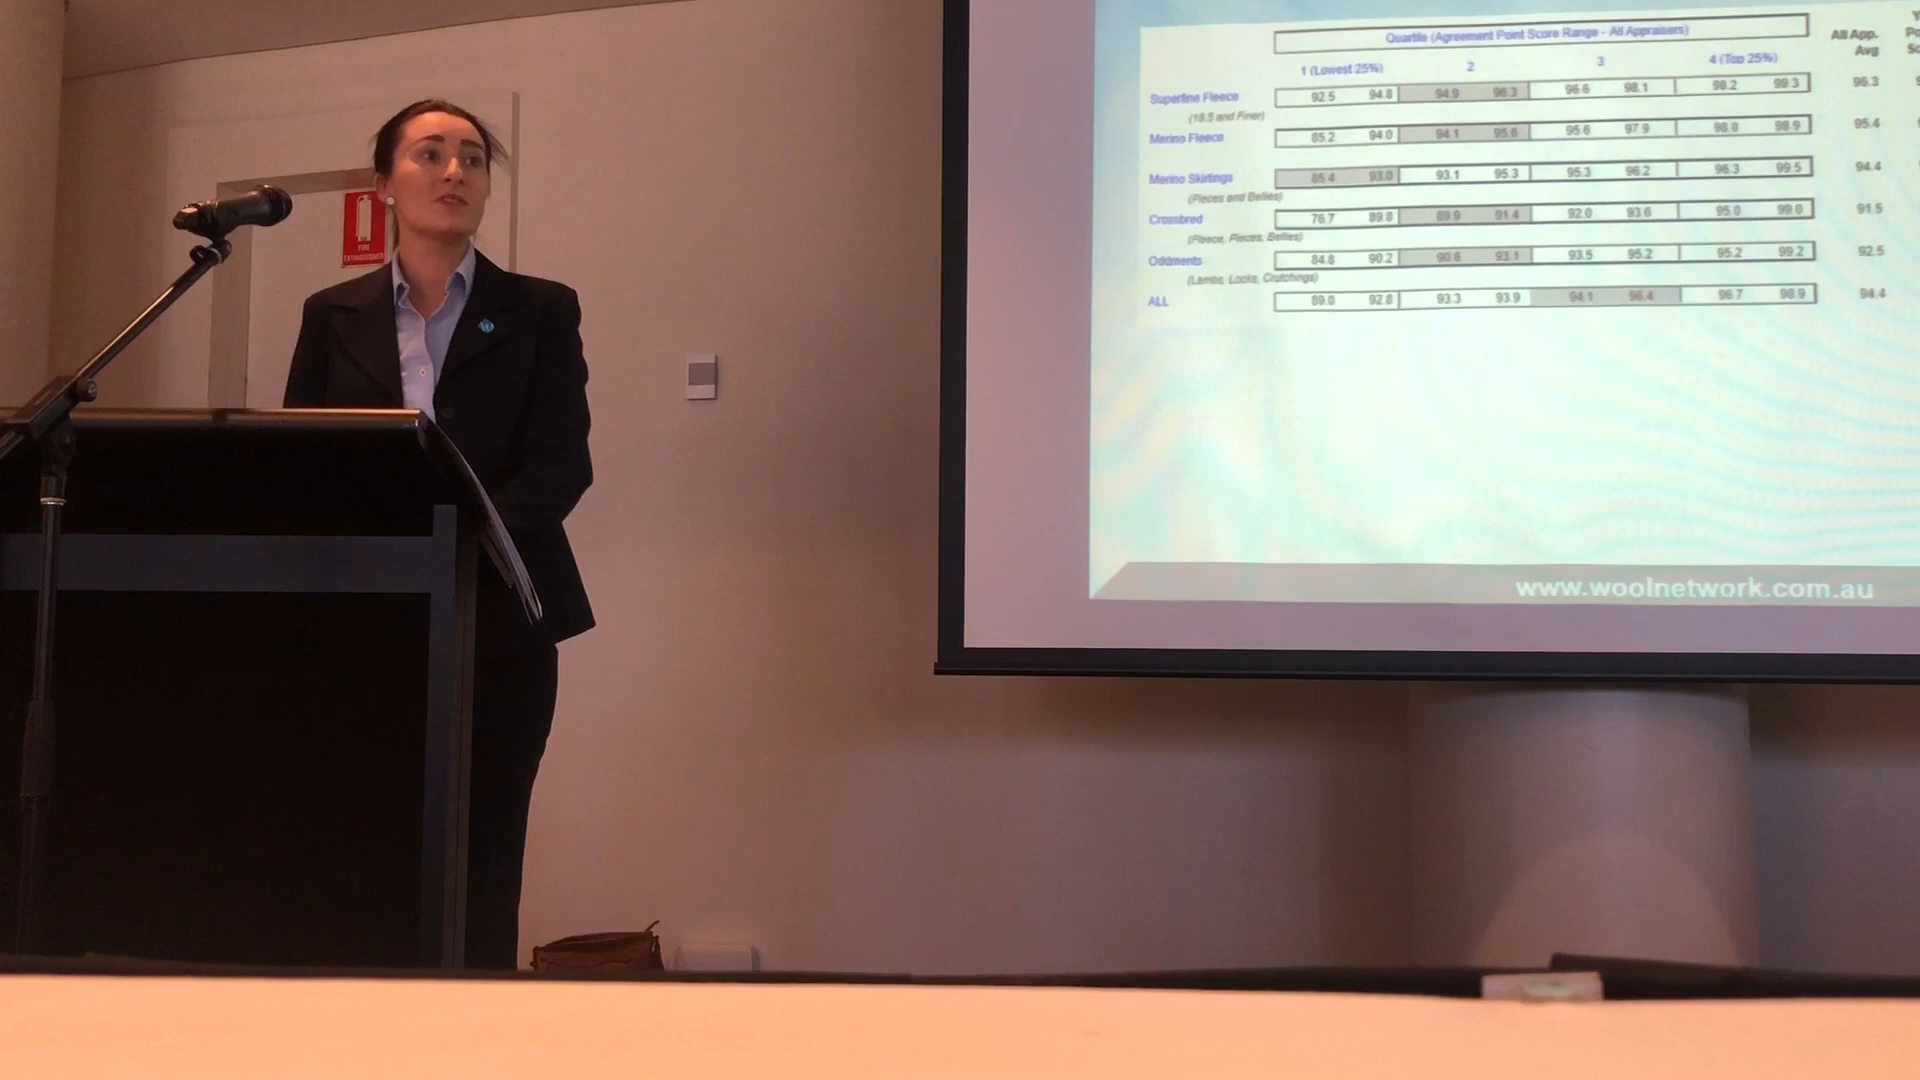 Quartile (Agreement Point Score Range - All Appraisers)
All App.
Avg
1 (Lowest 25%) 2 3 4 (Top 25%)
Superfine Fleece 92.5 94.8 94.9 96.3 96.6 98.1 98.2 99.3 96.3
(18.5 and Finer)
Merino Fleece 85.2 94.0 94.1 95.6 95.6 97.9 98.0 98.9 95.4
Merino Skirtings 85.4 93.0 93.1 95.3 95.3 96.2 96.3 99.5 94.4
(Pieces and Bellies)
Crossbred 76.7 89.8 89.9 91.4 92.0 93.6 95.0 99.0 91.5
(Fleece, Pieces, Bellies)
Oddments 84.8 90.2 90.6 93.1 93.5 95.2 95.2 99.2 92.5
(Lambs, Locks, Crutchings)
ALL 89.0 92.8 93.3 93.9 94.1 96.4 96.7 98.9 94.4
www.woolnetwork.com.au
FIRE
EXTINGUISHER